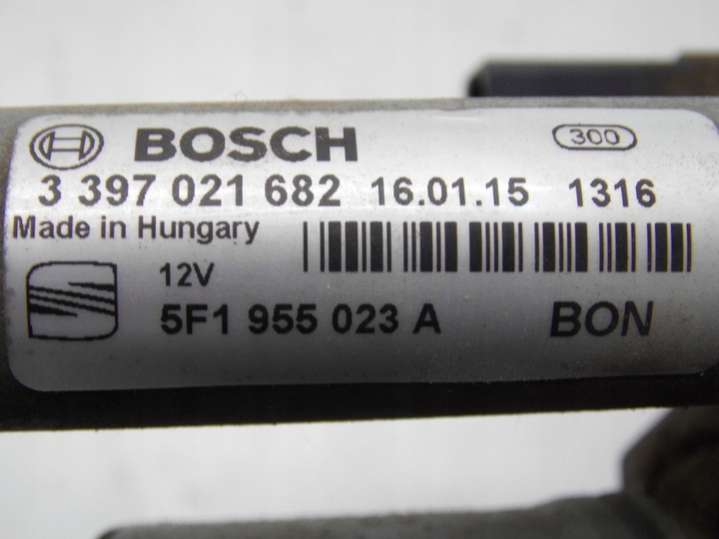 BOSCH 300
3 397 021 682 16.01.15 1316
Made in Hungary
12V
5F1 955 023 A BON